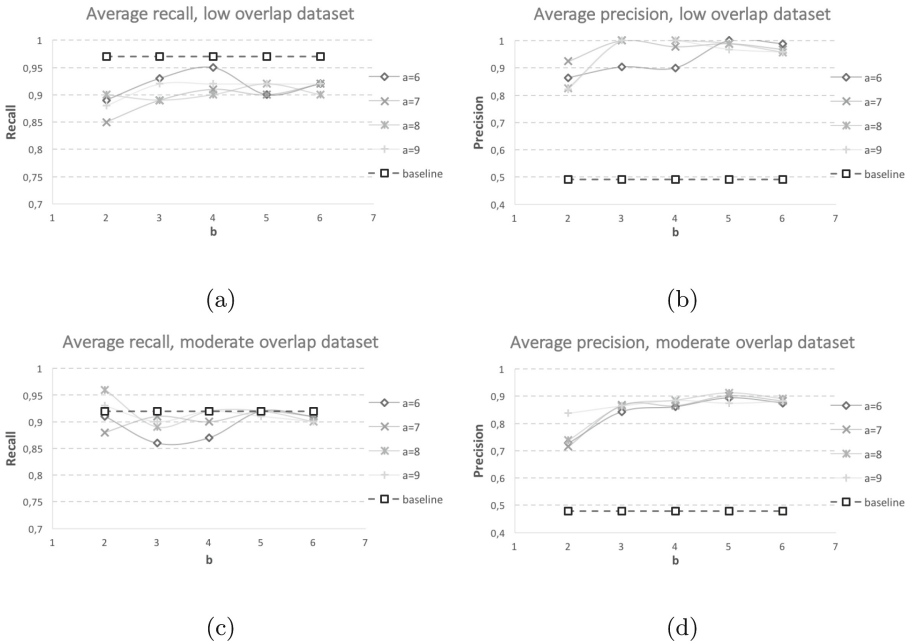 Average recall, low overlap dataset
1
0,95
0,9
0,85
0,8
0,75
0,7
Recall
1 2 3 4 5 6 7
b
a=6
a=7
a=8
a=9
baseline
(a)
Average precision, low overlap dataset
1
0,9
0,8
0,7
0,6
0,5
0,4
Precision
1 2 3 4 5 6 7
b
a=6
a=7
a=8
a=9
baseline
(b)
Average recall, moderate overlap dataset
1
0,95
0,9
0,85
0,8
0,75
0,7
Recall
1 2 3 4 5 6 7
b
a=6
a=7
a=8
a=9
baseline
(c)
Average precision, moderate overlap dataset
1
0,9
0,8
0,7
0,6
0,5
0,4
Precision
1 2 3 4 5 6 7
b
a=6
a=7
a=8
a=9
baseline
(d)